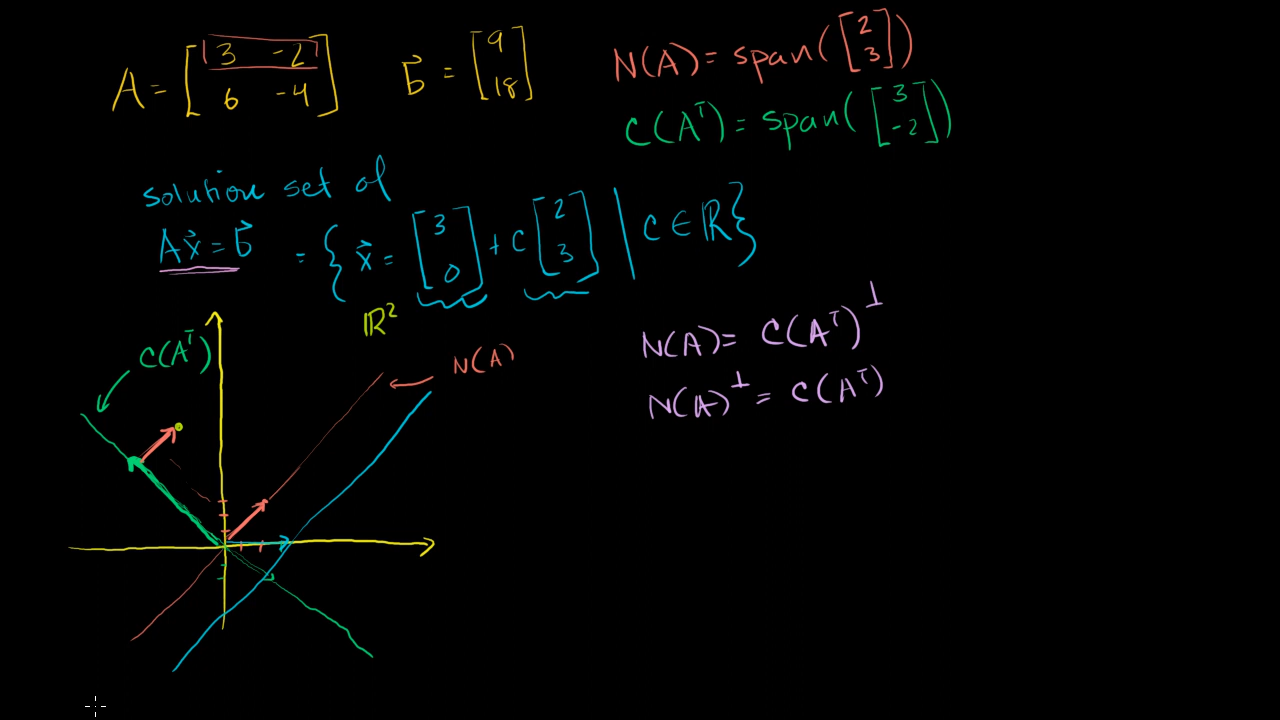 A = [3 -2; 6 -4]
b⃗ = [9; 18]
N(A) = span([2; 3])
C(Aᵀ) = span([3; -2])
solution set of
Ax⃗ = b⃗ = { x⃗ = [3; 0] + c [2; 3] | c ∈ ℝ }
ℝ²
C(Aᵀ)
N(A)
N(A) = C(Aᵀ)^⊥
N(A)^⊥ = C(Aᵀ)